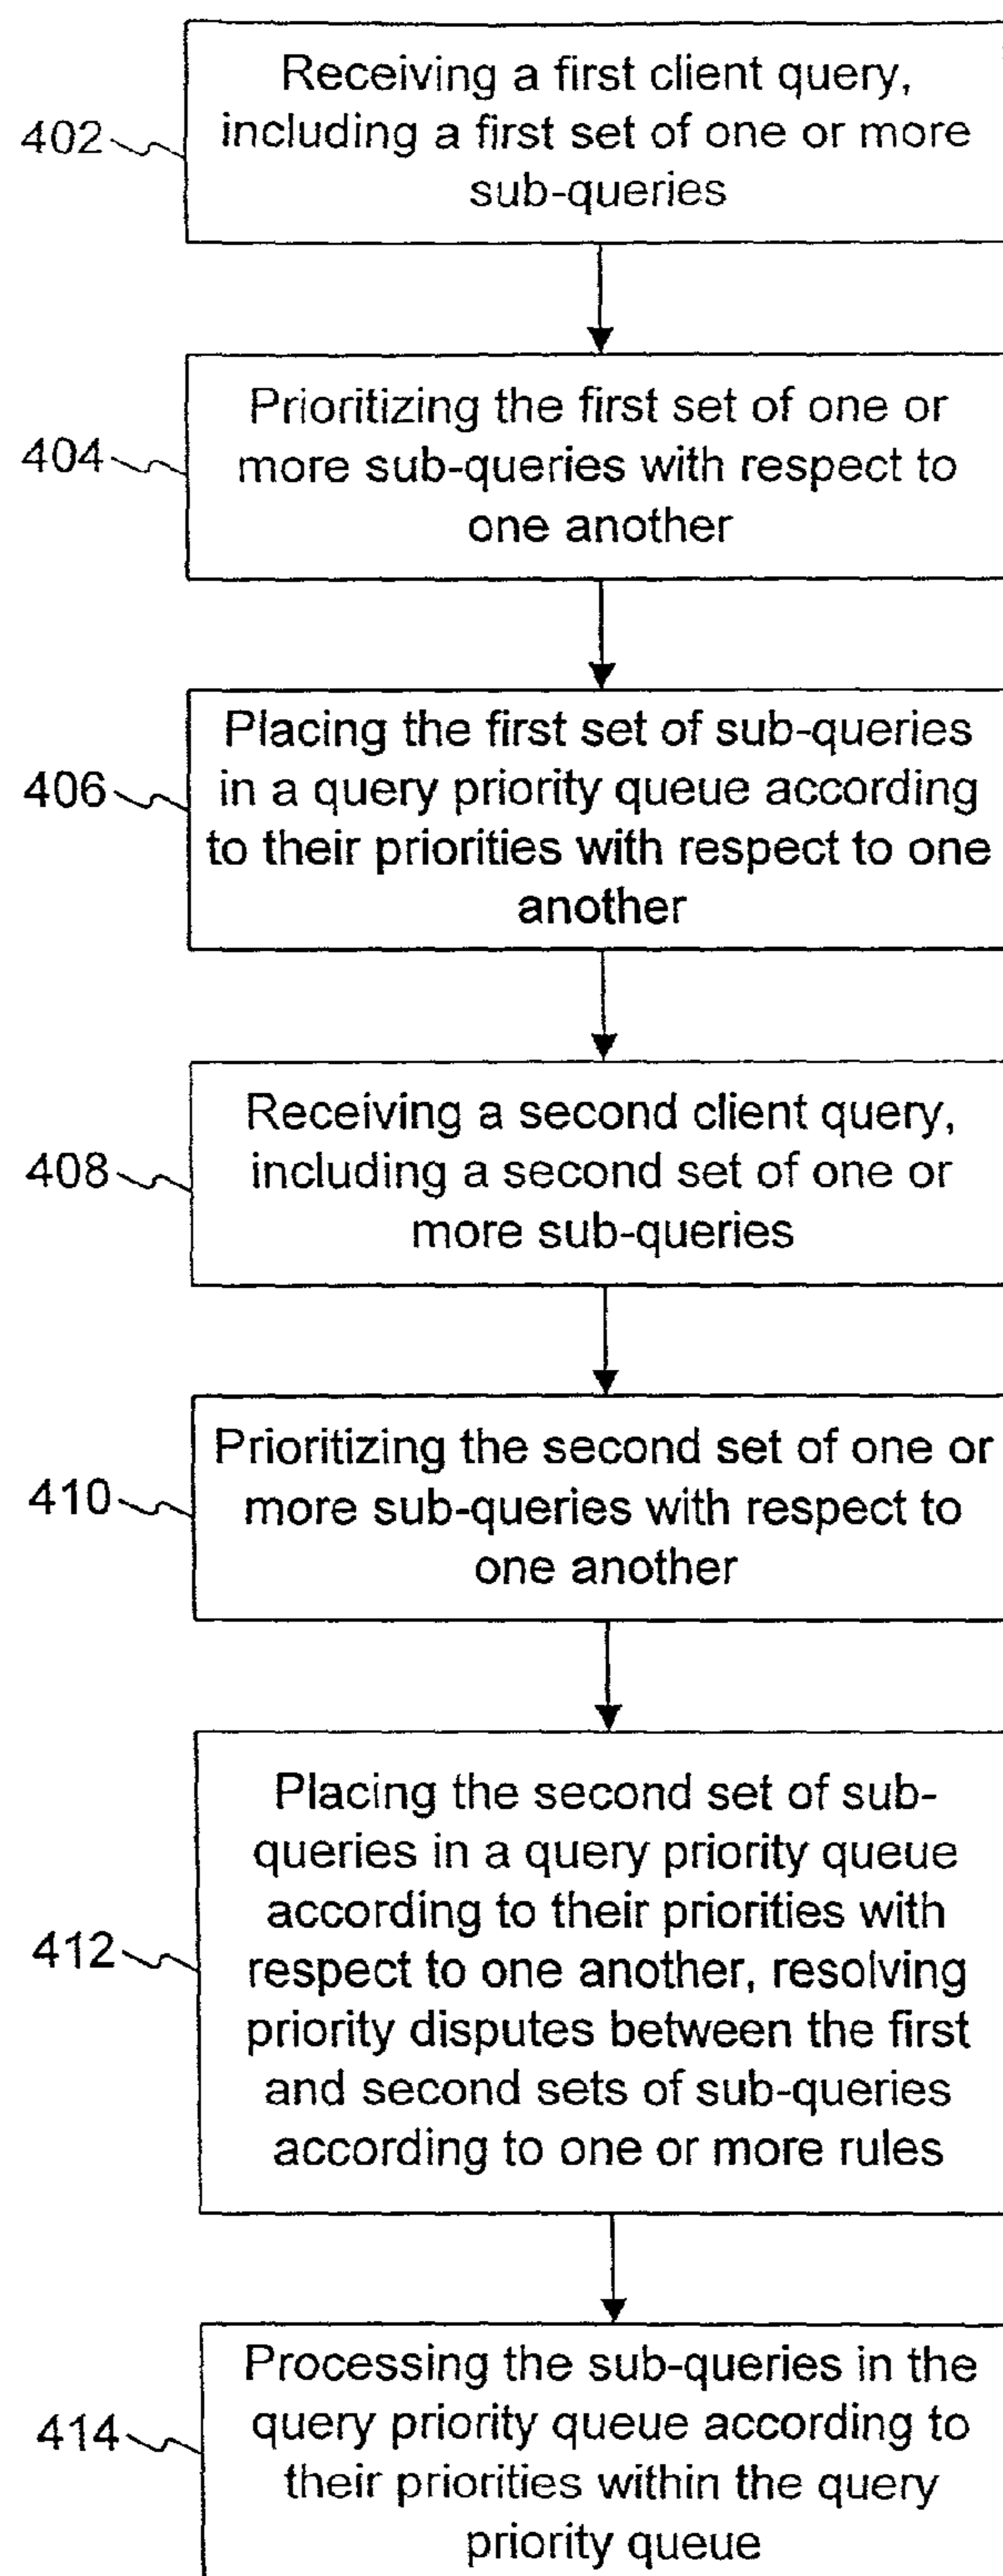 402
Receiving a first client query,
including a first set of one or more
sub-queries
404
Prioritizing the first set of one or
more sub-queries with respect to
one another
406
Placing the first set of sub-queries
in a query priority queue according
to their priorities with respect to one
another
408
Receiving a second client query,
including a second set of one or
more sub-queries
410
Prioritizing the second set of one or
more sub-queries with respect to
one another
412
Placing the second set of sub-
queries in a query priority queue
according to their priorities with
respect to one another, resolving
priority disputes between the first
and second sets of sub-queries
according to one or more rules
414
Processing the sub-queries in the
query priority queue according to
their priorities within the query
priority queue